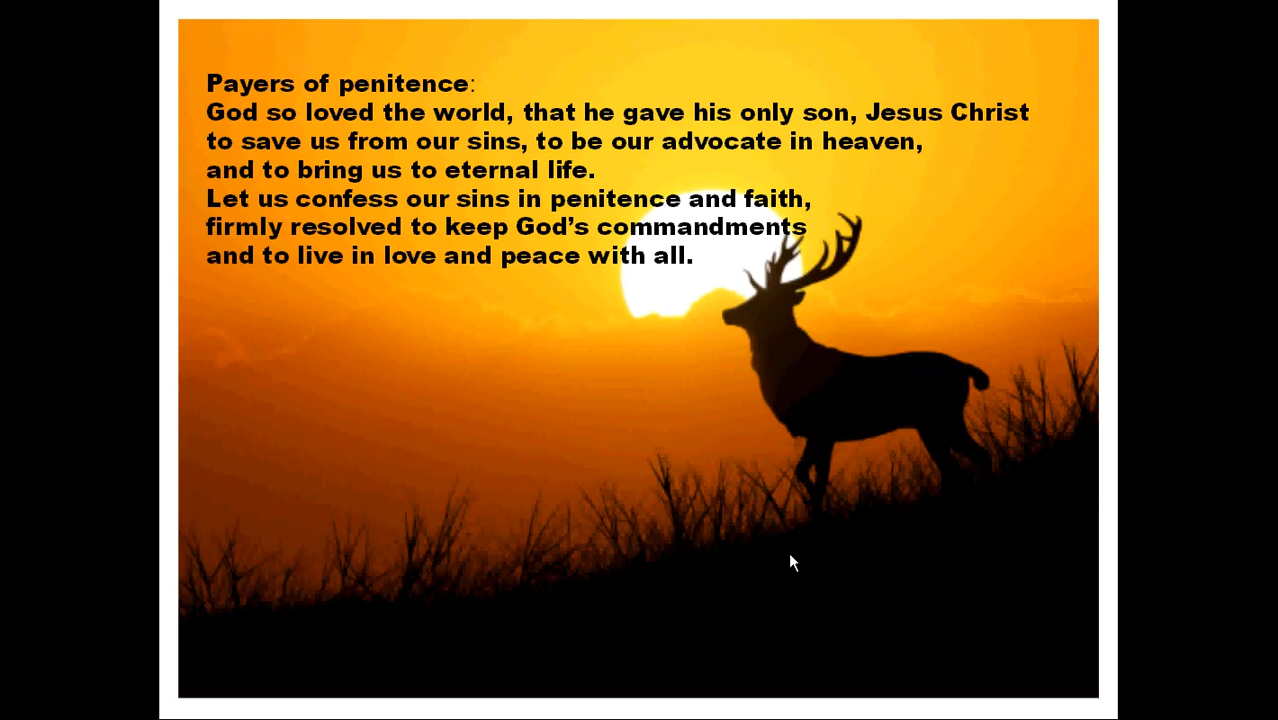 Payers of penitence:
God so loved the world, that he gave his only son, Jesus Christ
to save us from our sins, to be our advocate in heaven,
and to bring us to eternal life.
Let us confess our sins in penitence and faith,
firmly resolved to keep God’s commandments
and to live in love and peace with all.